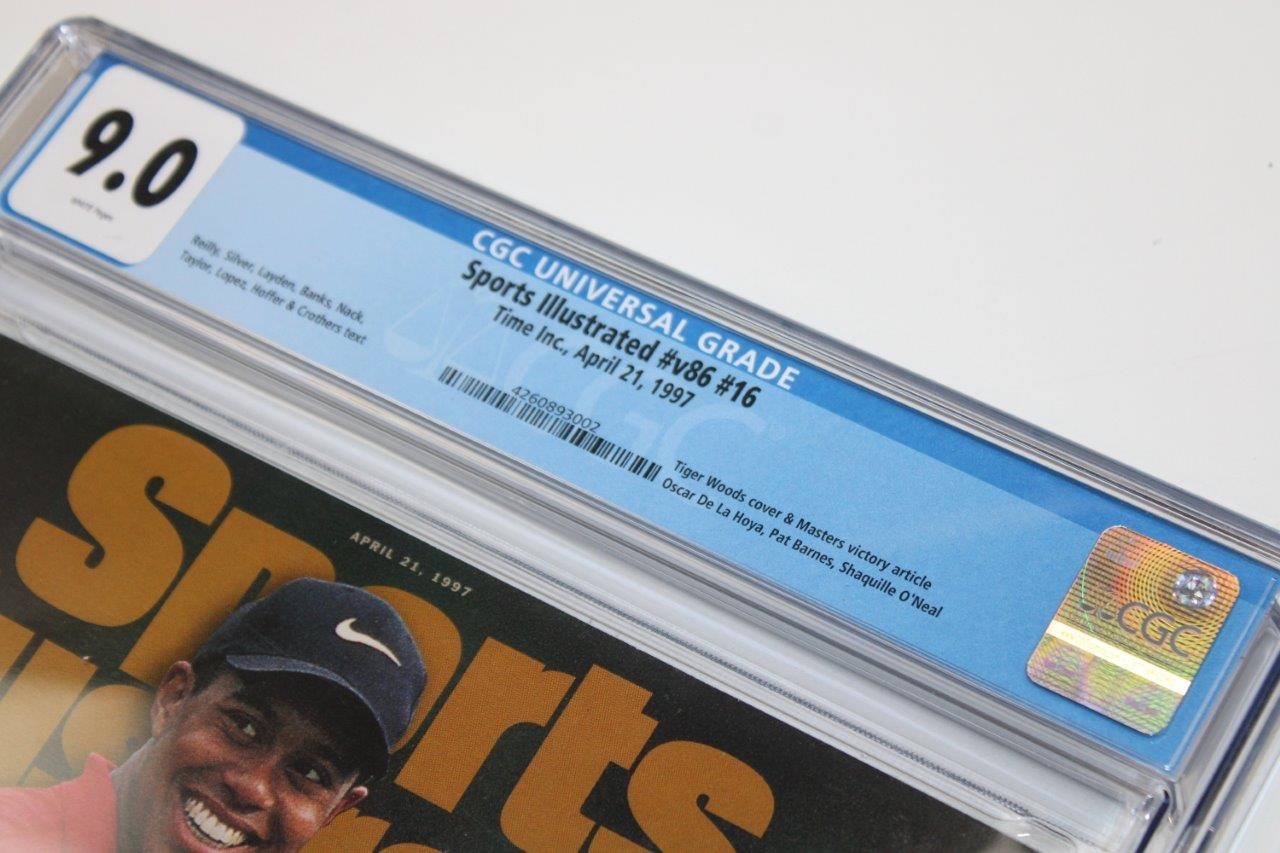 9.0
WHITE Pages
Reilly, Silver, Layden, Banks, Nack,
Taylor, Lopez, Hoffer & Crothers text
CGC UNIVERSAL GRADE
Sports Illustrated #v86 #16
Time Inc., April 21, 1997
4260893002
Tiger Woods cover & Masters victory article
Oscar De La Hoya, Pat Barnes, Shaquille O'Neal
CGC
APRIL 21, 1997
Sports